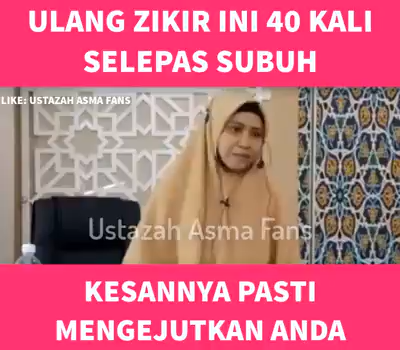 ULANG ZIKIR INI 40 KALI
SELEPAS SUBUH
LIKE: USTAZAH ASMA FANS
Ustazah Asma Fans
KESANNYA PASTI
MENGEJUTKAN ANDA